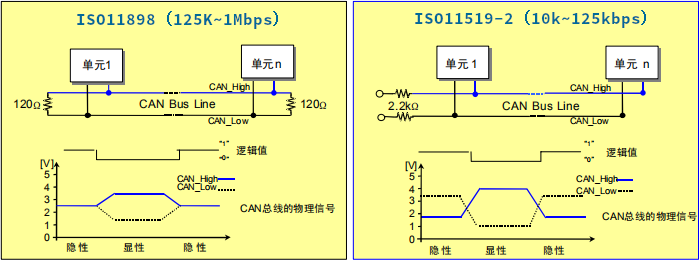 ISO11898 (125K~1Mbps)
单元1
单元n
CAN_High
120Ω
CAN Bus Line
120Ω
CAN_Low
"1"
逻辑值
"0"
[V]
CAN_High
CAN_Low
5
4
3
2
1
0
CAN总线的物理信号
隐性
显性
隐性
ISO11519-2 (10k~125kbps)
单元1
单元 n
CAN_High
2.2kΩ
CAN Bus Line
CAN_Low
"1"
逻辑值
"0"
[V]
CAN_High
CAN_Low
5
4
3
2
1
0
CAN总线的物理信号
隐性
显性
隐性